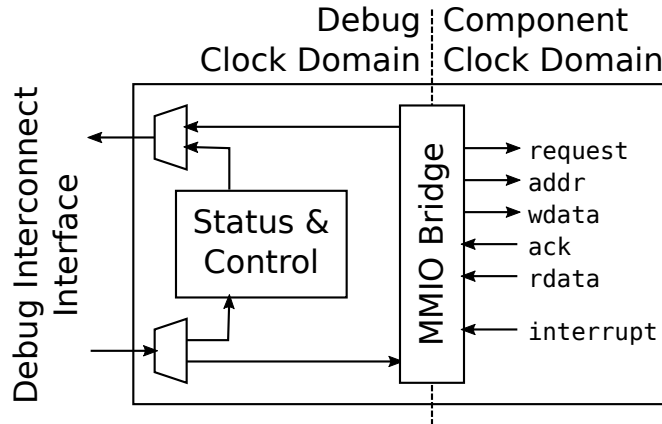 Debug
Clock Domain
Component
Clock Domain
Debug Interconnect
Interface
Status &
Control
MMIO Bridge
request
addr
wdata
ack
rdata
interrupt